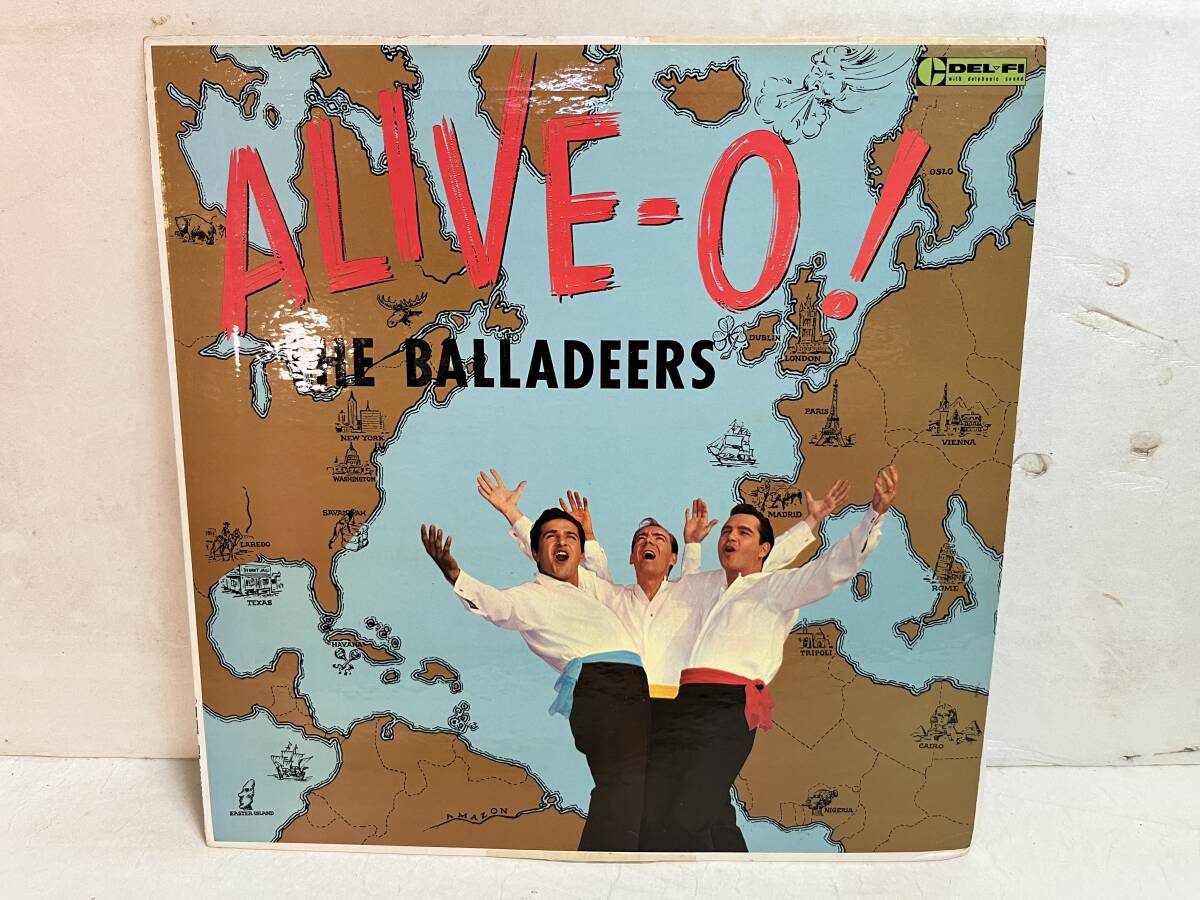 DEL-FI
with delphonic sound
ALIVE-O!
THE BALLADEERS
OSLO
DUBLIN
LONDON
PARIS
VIENNA
NEW YORK
WASHINGTON
SAVANNAH
MADRID
LAREDO
TEXAS
ROME
HAVANA
TRIPOLI
CAIRO
EASTER ISLAND
AMAZON
NIGERIA